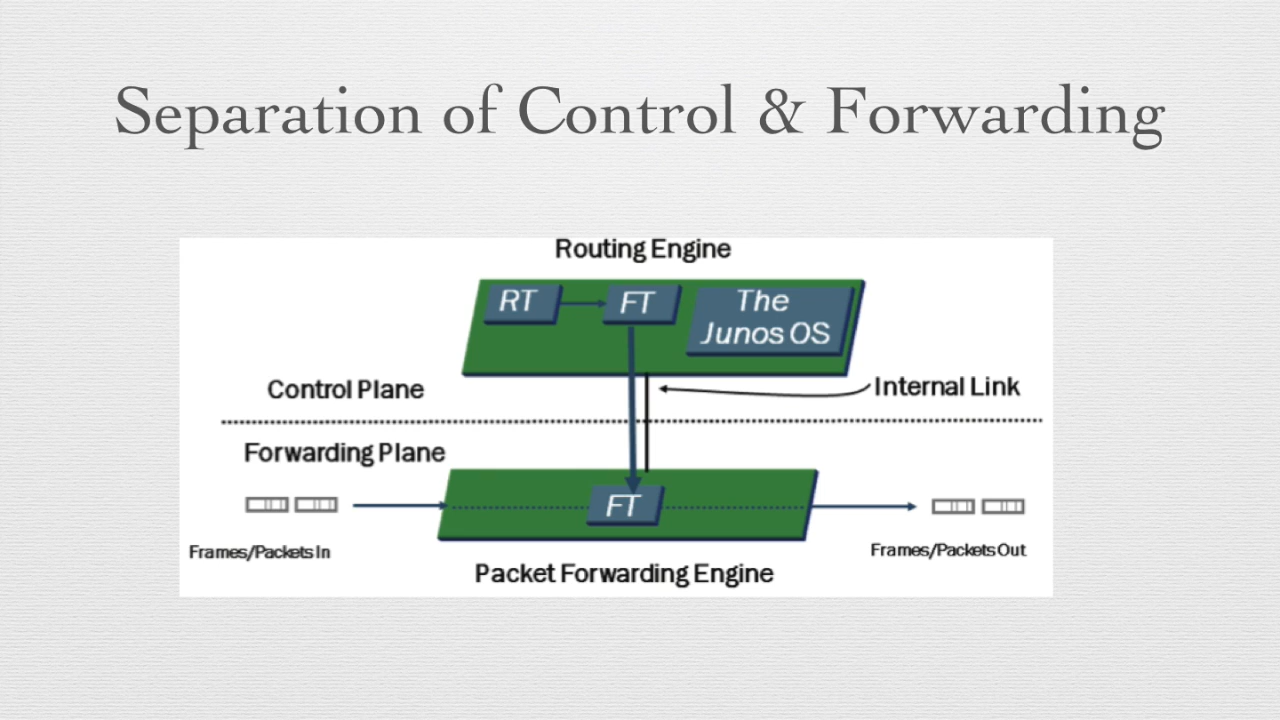 Separation of Control & Forwarding
Routing Engine
RT
FT
The
Junos OS
Control Plane
Internal Link
Forwarding Plane
FT
Frames/Packets In
Frames/Packets Out
Packet Forwarding Engine